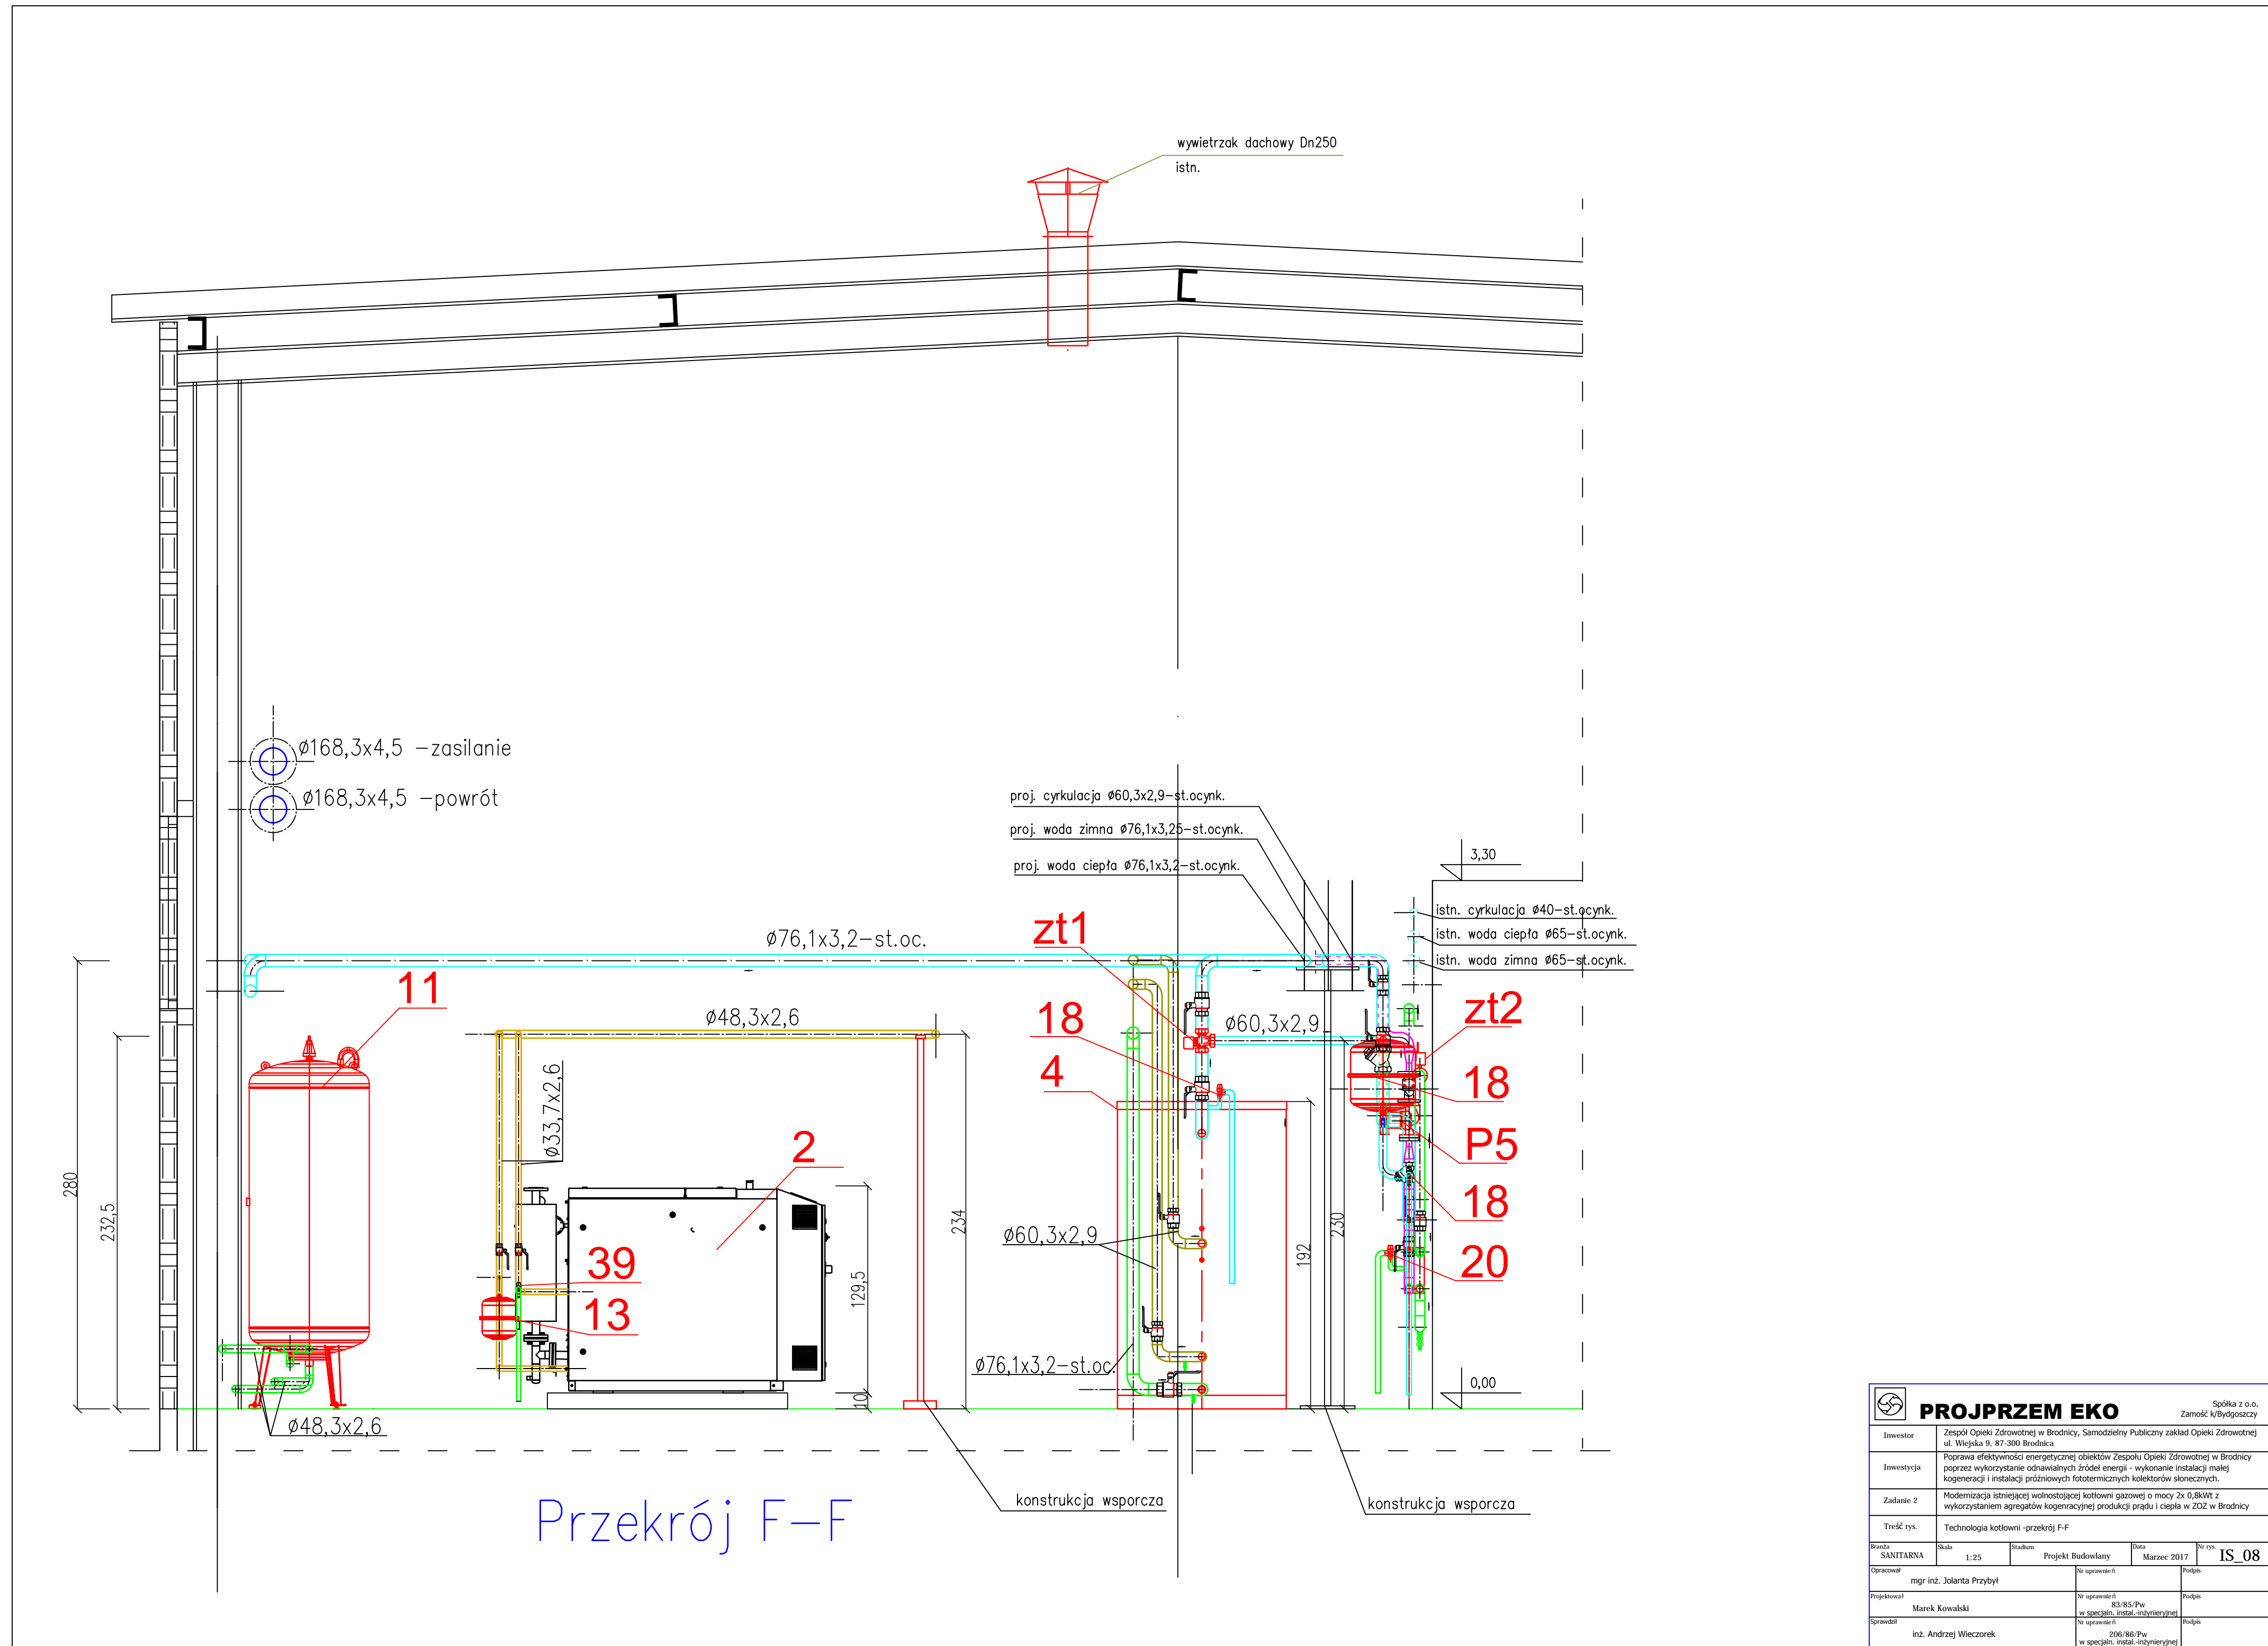 wywietrzak dachowy Dn250
istn.
ø168,3x4,5 -zasilanie
ø168,3x4,5 -powrót
proj. cyrkulacja ø60,3x2,9-st.ocynk.
proj. woda zimna ø76,1x3,25-st.ocynk.
proj. woda ciepła ø76,1x3,2-st.ocynk.
3,30
istn. cyrkulacja ø40-st.ocynk.
istn. woda ciepła ø65-st.ocynk.
istn. woda zimna ø65-st.ocynk.
ø76,1x3,2-st.oc.
zt1
11
zt2
ø48,3x2,6
18
ø60,3x2,9
4
18
ø33,7x2,6
2
P5
280
232,5
18
234
ø60,3x2,9
192
230
39
20
129,5
13
ø76,1x3,2-st.oc.
0,00
10
ø48,3x2,6
konstrukcja wsporcza
konstrukcja wsporcza
Przekrój F-F
PROJPRZEM EKO
Spółka z o.o.
Zamość k/Bydgoszczy
Inwestor
Zespół Opieki Zdrowotnej w Brodnicy, Samodzielny Publiczny zakład Opieki Zdrowotnej
ul. Wiejska 9, 87-300 Brodnica
Inwestycja
Poprawa efektywności energetycznej obiektów Zespołu Opieki Zdrowotnej w Brodnicy
poprzez wykorzystanie odnawialnych źródeł energii - wykonanie instalacji małej
kogeneracji i instalacji próżniowych fototermicznych kolektorów słonecznych.
Zadanie 2
Modernizacja istniejącej wolnostojącej kotłowni gazowej o mocy 2x 0,8kWt z
wykorzystaniem agregatów kogenracyjnej produkcji prądu i ciepła w ZOZ w Brodnicy
Treść rys.
Technologia kotłowni -przekrój F-F
Branża
SANITARNA
Skala
1:25
Stadium
Projekt Budowlany
Data
Marzec 2017
Nr rys.
IS_08
Opracował
mgr inż. Jolanta Przybył
Nr uprawnień
Podpis
Projektował
Marek Kowalski
Nr uprawnień
83/85/Pw
w specjaln. instal.-inżynieryjnej
Podpis
Sprawdził
inż. Andrzej Wieczorek
Nr uprawnień
206/86/Pw
w specjaln. instal.-inżynieryjnej
Podpis